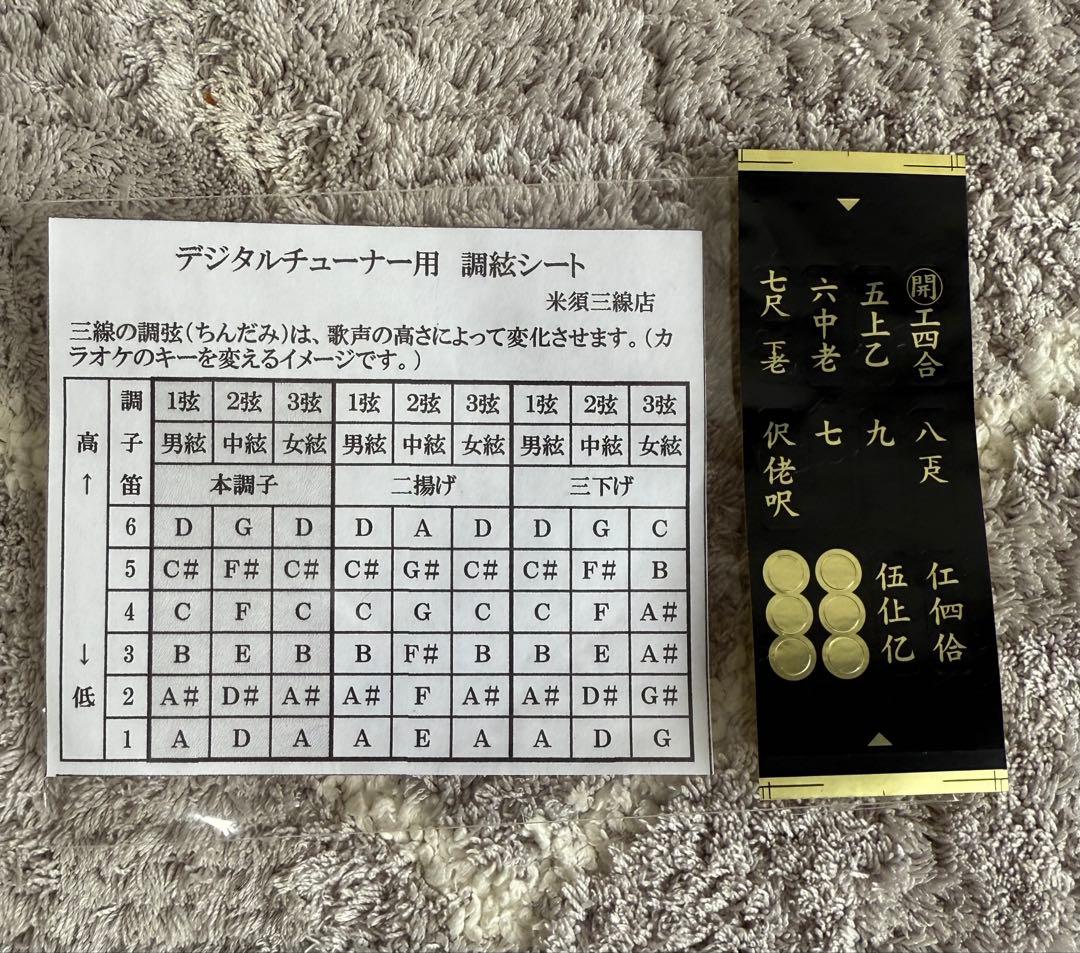 デジタルチューナー用 調絃シート
米須三線店
三線の調弦(ちんだみ)は、歌声の高さによって変化させます。(カ
ラオケのキーを変えるイメージです。)
高
↑
↓
低
調子笛
1弦 2弦 3弦 1弦 2弦 3弦 1弦 2弦 3弦
男絃 中絃 女絃 男絃 中絃 女絃 男絃 中絃 女絃
本調子 二揚げ 三下げ
6 D G D D A D D G C
5 C# F# C# C# G# C# C# F# B
4 C F C C G C C F A#
3 B E B B F# B B E A#
2 A# D# A# A# F A# A# D# G#
1 A D A A E A A D G
開
工四合
五上乙
六中老
七尺 下老
八 下尺
九
七
伬佬呎
仜㑀佮
伍仩亿